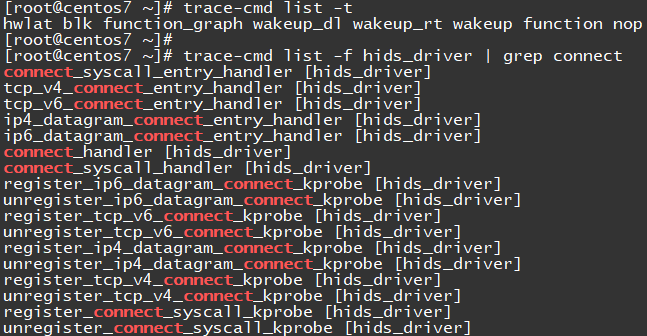 [root@centos7 ~]# trace-cmd list -t
hwlat blk function_graph wakeup_dl wakeup_rt wakeup function nop
[root@centos7 ~]#
[root@centos7 ~]# trace-cmd list -f hids_driver | grep connect
connect_syscall_entry_handler [hids_driver]
tcp_v4_connect_entry_handler [hids_driver]
tcp_v6_connect_entry_handler [hids_driver]
ip4_datagram_connect_entry_handler [hids_driver]
ip6_datagram_connect_entry_handler [hids_driver]
connect_handler [hids_driver]
connect_syscall_handler [hids_driver]
register_ip6_datagram_connect_kprobe [hids_driver]
unregister_ip6_datagram_connect_kprobe [hids_driver]
register_tcp_v6_connect_kprobe [hids_driver]
unregister_tcp_v6_connect_kprobe [hids_driver]
register_ip4_datagram_connect_kprobe [hids_driver]
unregister_ip4_datagram_connect_kprobe [hids_driver]
register_tcp_v4_connect_kprobe [hids_driver]
unregister_tcp_v4_connect_kprobe [hids_driver]
register_connect_syscall_kprobe [hids_driver]
unregister_connect_syscall_kprobe [hids_driver]